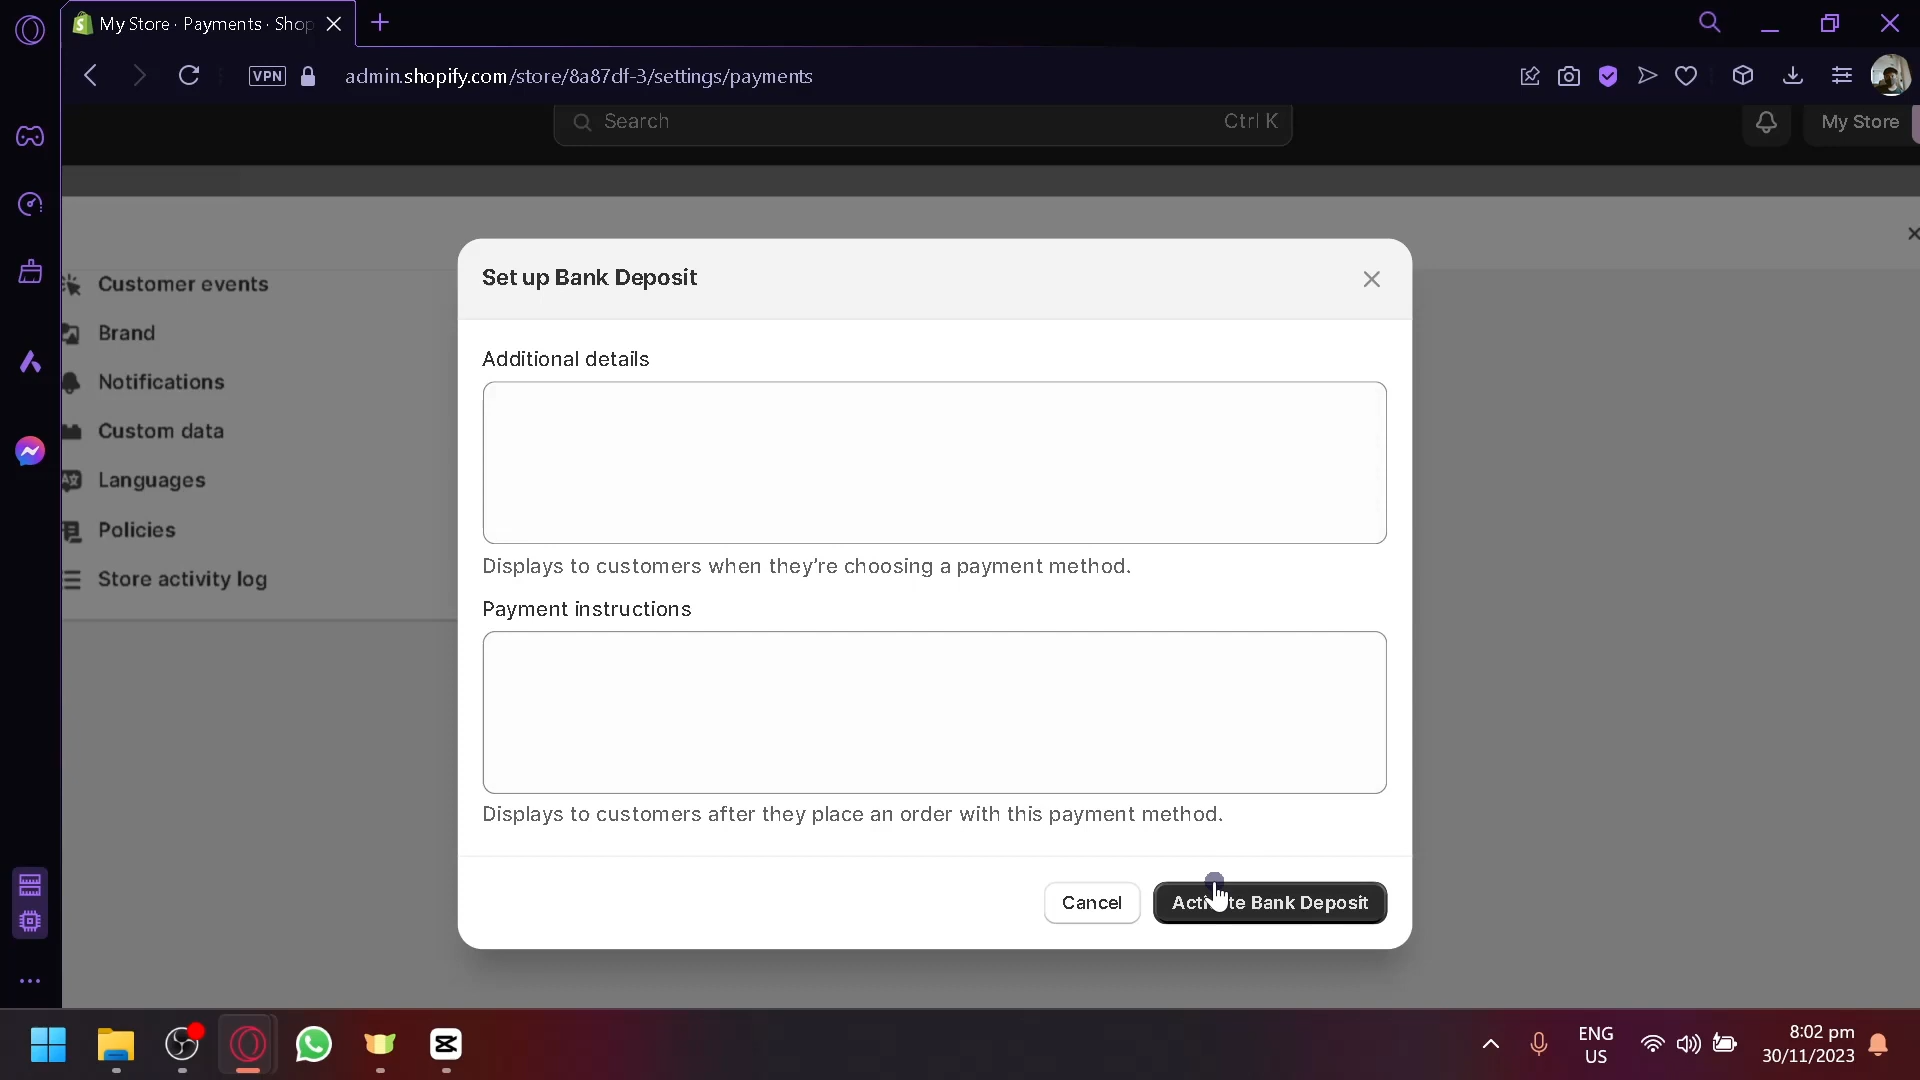 My Store · Payments · Shop
VPN
admin.shopify.com/store/8a87df-3/settings/payments
Search
Ctrl K
My Store
Customer events
Brand
Notifications
Custom data
Languages
Policies
Store activity log
Set up Bank Deposit
Additional details
Displays to customers when they're choosing a payment method.
Payment instructions
Displays to customers after they place an order with this payment method.
Cancel
Activate Bank Deposit
ENG
US
8:02 pm
30/11/2023